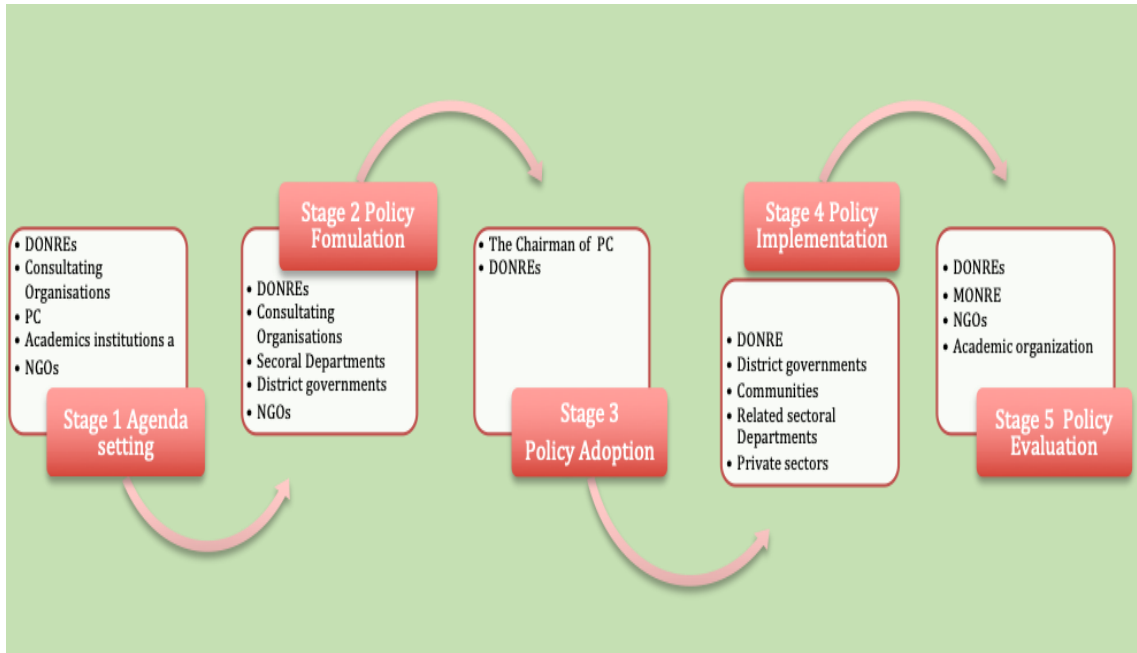 • DONREs
• Consultating
Organisations
• PC
• Academics institutions a
• NGOs
Stage 1 Agenda
setting
Stage 2 Policy
Fomulation
• DONREs
• Consultating
Organisations
• Secoral Departments
• District governments
• NGOs
• The Chairman of PC
• DONREs
Stage 3
Policy Adoption
Stage 4 Policy
Implementation
• DONRE
• District governments
• Communities
• Related sectoral
Departments
• Private sectors
• DONREs
• MONRE
• NGOs
• Academic organization
Stage 5 Policy
Evaluation